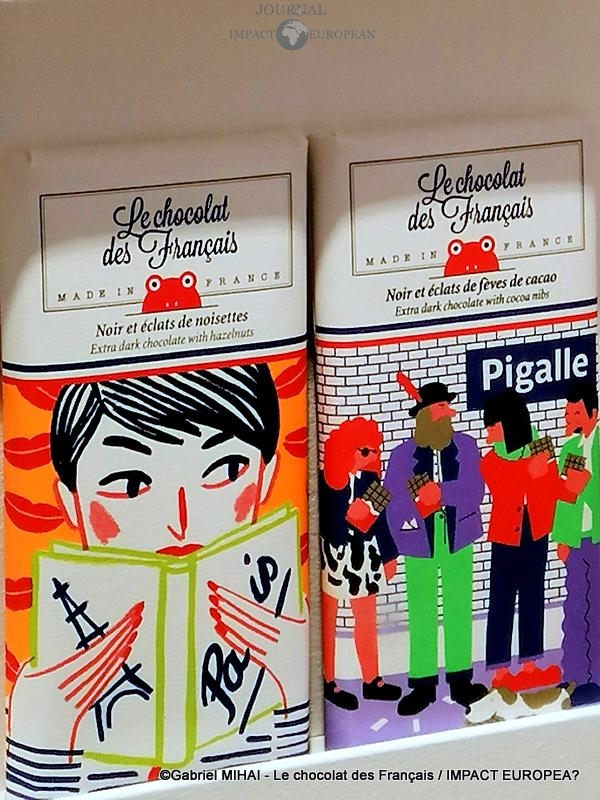 JOURNAL
IMPACT EUROPEAN
Le chocolat
des Français
MADE IN FRANCE
Noir et éclats de noisettes
Extra dark chocolate with hazelnuts
Pa
is
Le chocolat
des Français
MADE IN FRANCE
Noir et éclats de fèves de cacao
Extra dark chocolate with cocoa nibs
Pigalle
©Gabriel MIHAI - Le chocolat des Français / IMPACT EUROPEA?